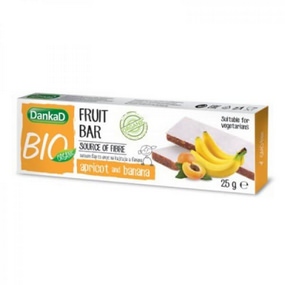 DankaD
BIO
FRUIT
BAR
SOURCE OF FIBRE
apricot and banana
Suitable for
vegetarians
25 g e